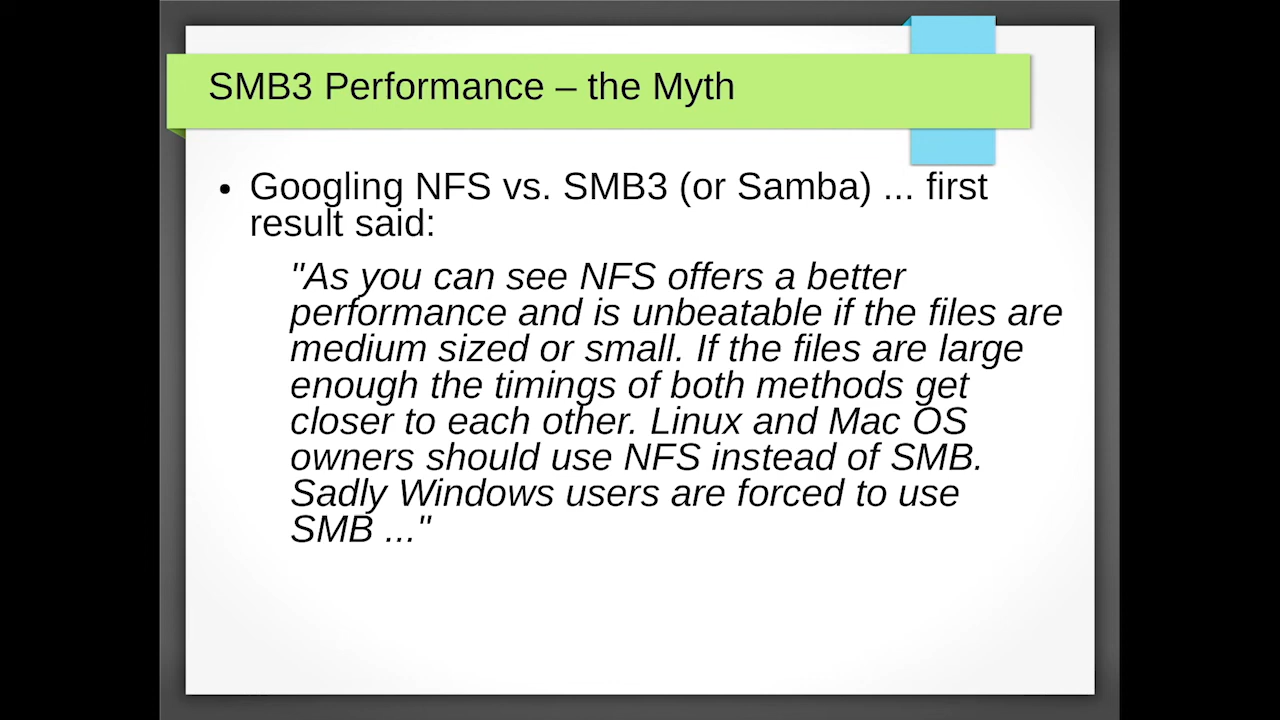 SMB3 Performance – the Myth
• Googling NFS vs. SMB3 (or Samba) ... first
result said:
"As you can see NFS offers a better
performance and is unbeatable if the files are
medium sized or small. If the files are large
enough the timings of both methods get
closer to each other. Linux and Mac OS
owners should use NFS instead of SMB.
Sadly Windows users are forced to use
SMB ..."